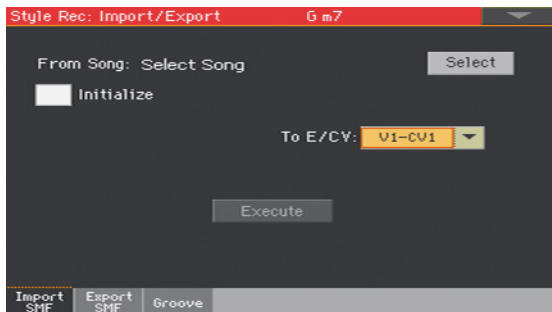 Style Rec: Import/Export G m7
From Song: Select Song Select
Initialize
To E/CV: V1-CV1
Execute
Import SMF Export SMF Groove